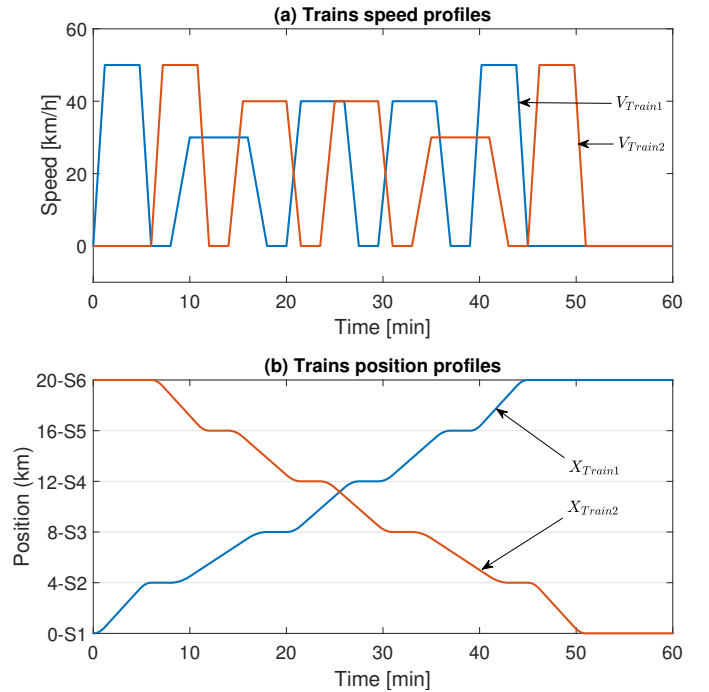 (a) Trains speed profiles
60
40
20
0
Speed [km/h]
V_Train1
V_Train2
0 10 20 30 40 50 60
Time [min]
(b) Trains position profiles
20-S6
16-S5
12-S4
8-S3
4-S2
0-S1
Position (km)
X_Train1
X_Train2
0 10 20 30 40 50 60
Time [min]